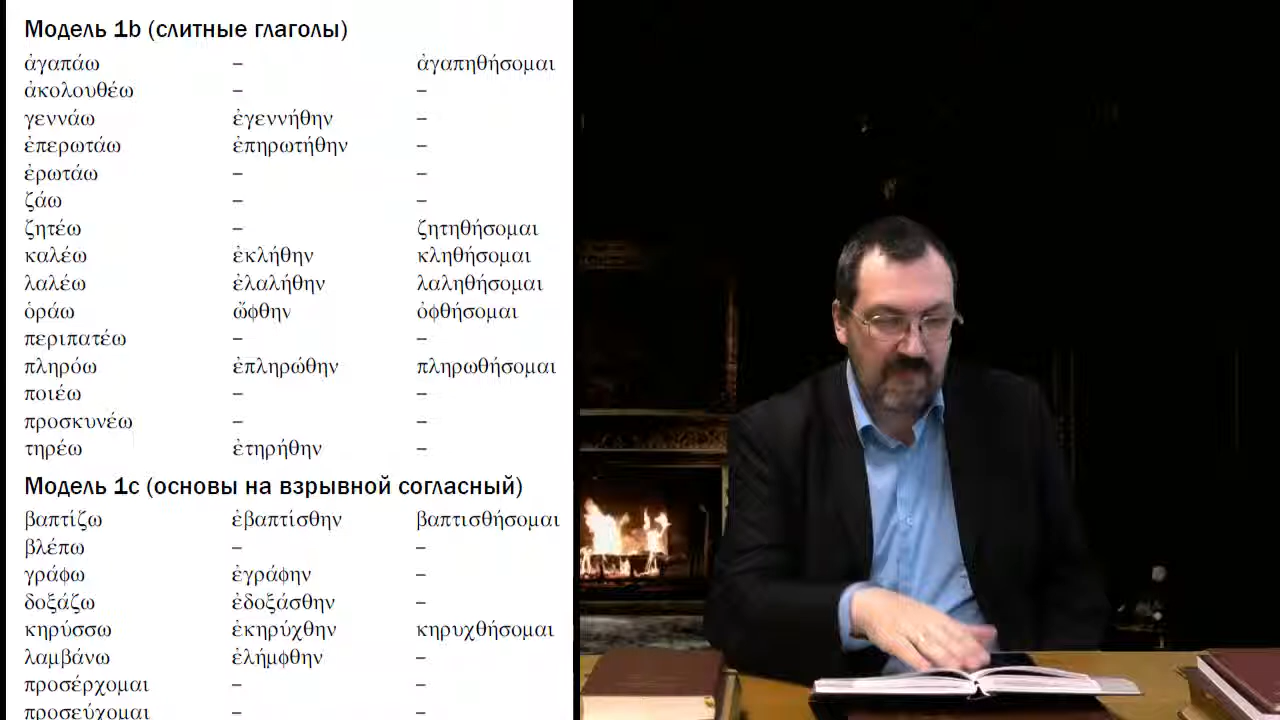 Модель 1b (слитные глаголы)
ἀγαπάω – ἀγαπηθήσομαι
ἀκολουθέω – –
γεννάω ἐγεννήθην –
ἐπερωτάω ἐπηρωτήθην –
ἐρωτάω – –
ζάω – –
ζητέω – ζητηθήσομαι
καλέω ἐκλήθην κληθήσομαι
λαλέω ἐλαλήθην λαληθήσομαι
ὁράω ὤφθην ὀφθήσομαι
περιπατέω – –
πληρόω ἐπληρώθην πληρωθήσομαι
ποιέω – –
προσκυνέω – –
τηρέω ἐτηρήθην –
Модель 1c (основы на взрывной согласный)
βαπτίζω ἐβαπτίσθην βαπτισθήσομαι
βλέπω – –
γράφω ἐγράφην –
δοξάζω ἐδοξάσθην –
κηρύσσω ἐκηρύχθην κηρυχθήσομαι
λαμβάνω ἐλήμφθην –
προσέρχομαι – –
προσεύχομαι – –